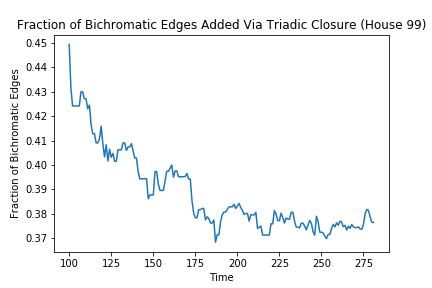 Fraction of Bichromatic Edges Added Via Triadic Closure (House 99)
Fraction of Bichromatic Edges
0.45
0.44
0.43
0.42
0.41
0.40
0.39
0.38
0.37
100 125 150 175 200 225 250 275
Time